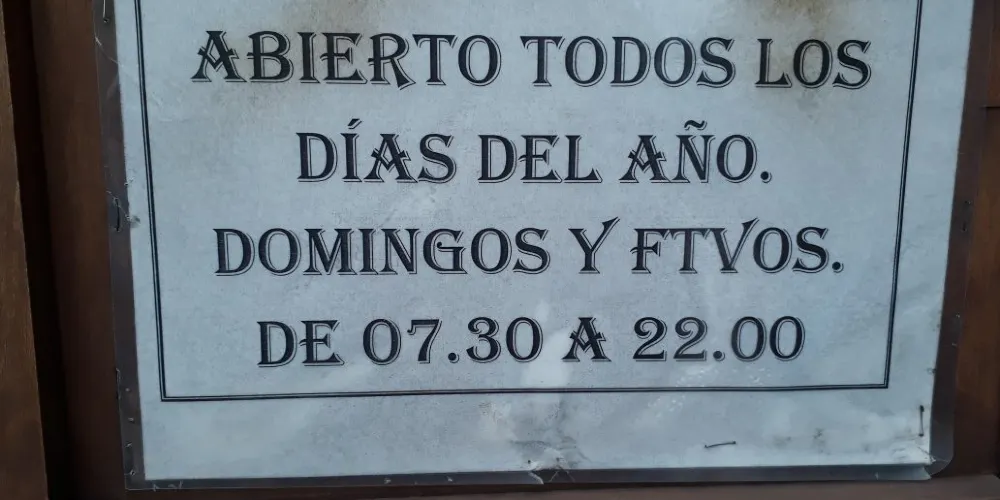 ABIERTO TODOS LOS
DÍAS DEL AÑO.
DOMINGOS Y FTVOS.
DE 07.30 A 22.00